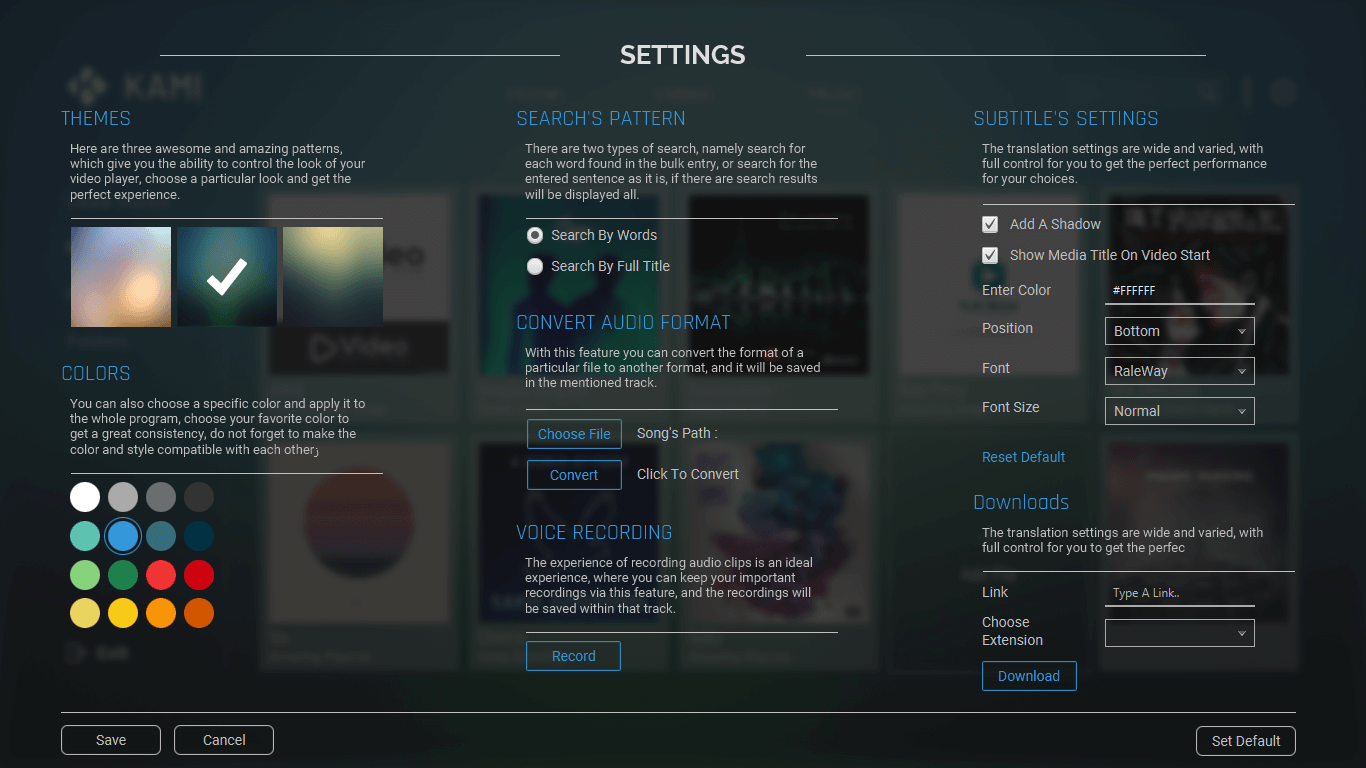 SETTINGS
KAMI
THEMES
Here are three awesome and amazing patterns,
which give you the ability to control the look of your
video player, choose a particular look and get the
perfect experience.
COLORS
You can also choose a specific color and apply it to
the whole program, choose your favorite color to
get a great consistency, do not forget to make the
color and style compatible with each other
SEARCH'S PATTERN
There are two types of search, namely search for
each word found in the bulk entry, or search for the
entered sentence as it is, if there are search results
will be displayed all.
Search By Words
Search By Full Title
CONVERT AUDIO FORMAT
With this feature you can convert the format of a
particular file to another format, and it will be saved
in the mentioned track.
Choose File Song's Path :
Convert Click To Convert
VOICE RECORDING
The experience of recording audio clips is an ideal
experience, where you can keep your important
recordings via this feature, and the recordings will
be saved within that track.
Record
SUBTITLE'S SETTINGS
The translation settings are wide and varied, with
full control for you to get the perfect performance
for your choices.
Add A Shadow
Show Media Title On Video Start
Enter Color #FFFFFF
Position Bottom
Font RaleWay
Font Size Normal
Reset Default
Downloads
The translation settings are wide and varied, with
full control for you to get the perfec
Link Type A Link..
Choose
Extension
Download
Video
Exit
Save Cancel Set Default